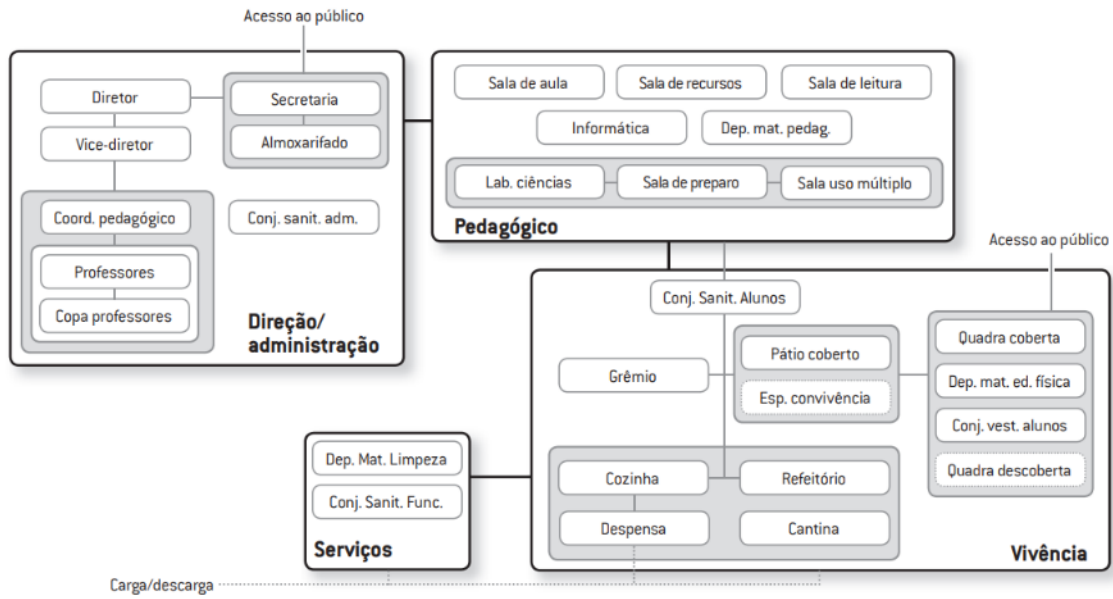 Acesso ao público
Diretor
Secretaria
Vice-diretor
Almoxarifado
Coord. pedagógico
Conj. sanit. adm.
Professores
Copa professores
Direção/
administração
Sala de aula
Sala de recursos
Sala de leitura
Informática
Dep. mat. pedag.
Lab. ciências
Sala de preparo
Sala uso múltiplo
Pedagógico
Acesso ao público
Conj. Sanit. Alunos
Pátio coberto
Quadra coberta
Grêmio
Esp. convivência
Dep. mat. ed. física
Conj. vest. alunos
Quadra descoberta
Cozinha
Refeitório
Despensa
Cantina
Vivência
Dep. Mat. Limpeza
Conj. Sanit. Func.
Serviços
Carga/descarga